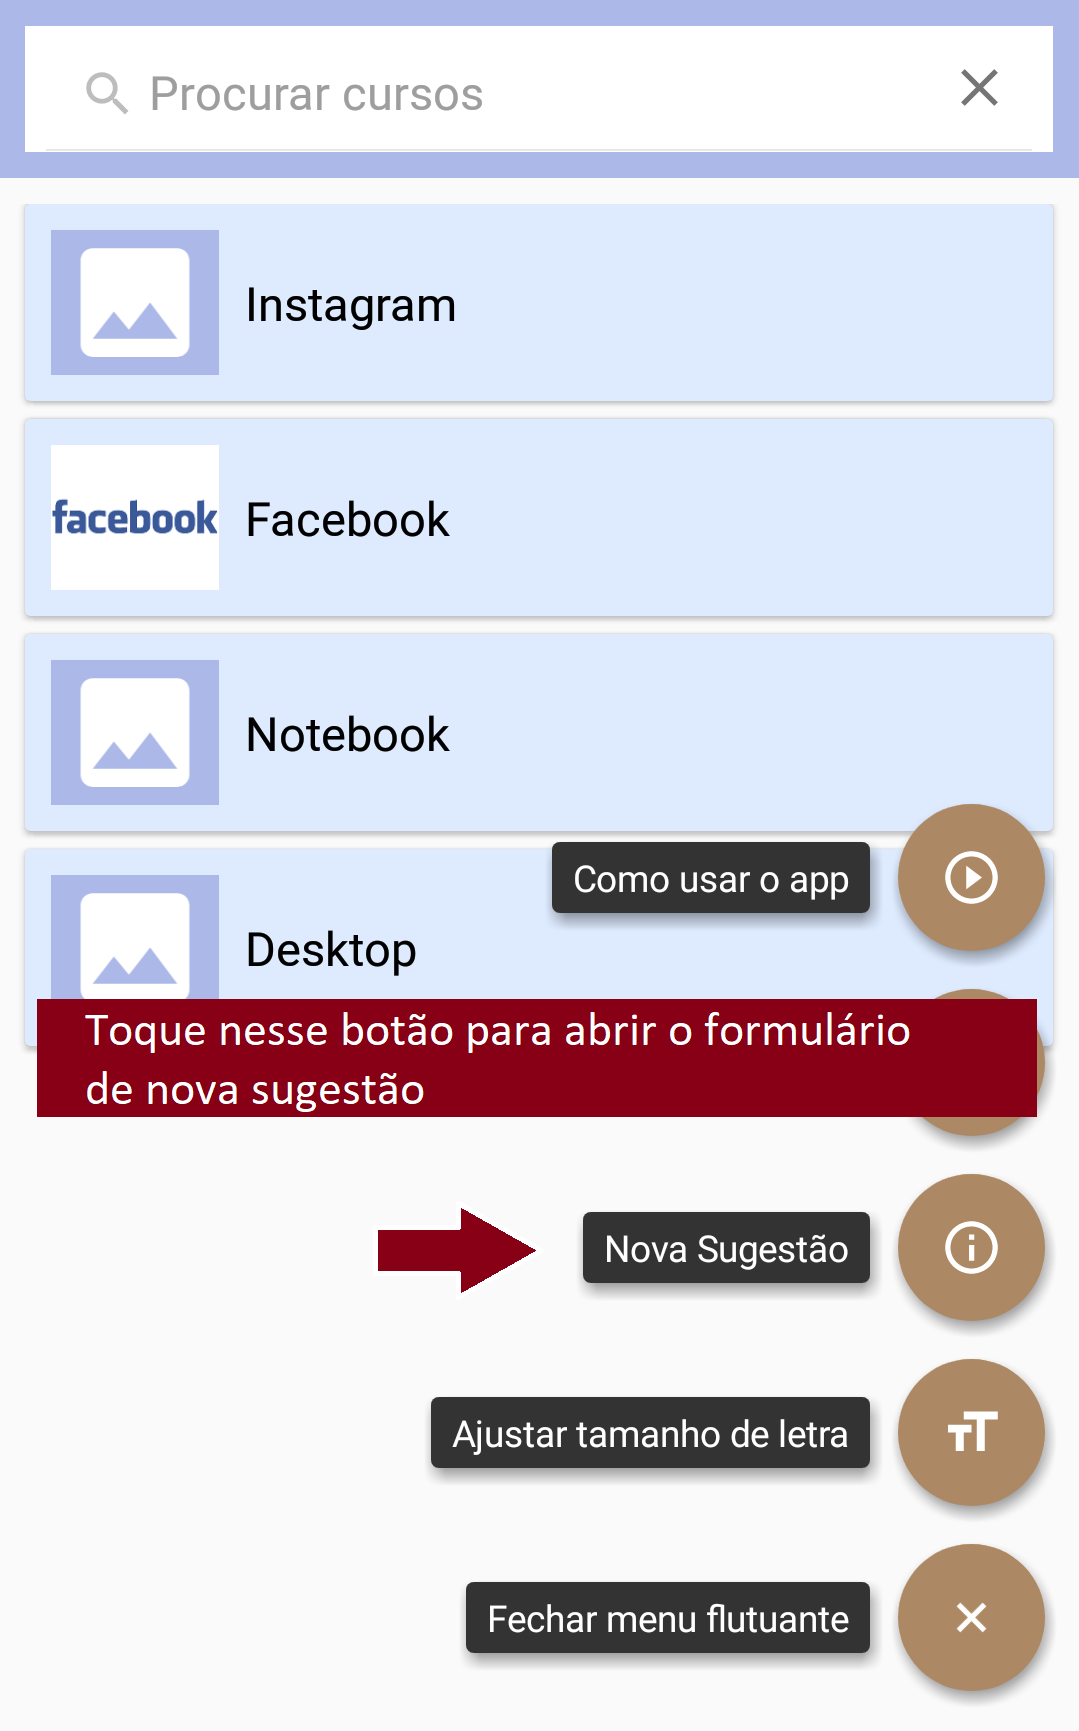 Procurar cursos
Instagram
facebook
Facebook
Notebook
Como usar o app
Desktop
Toque nesse botão para abrir o formulário
de nova sugestão
Nova Sugestão
Ajustar tamanho de letra
Fechar menu flutuante